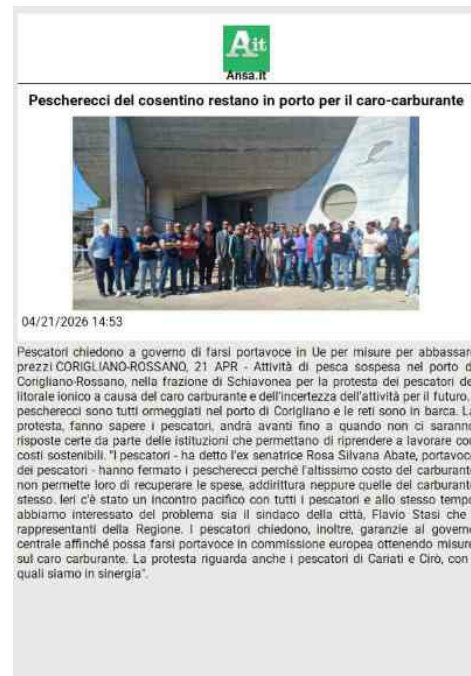 Ait
Ansa.it
Pescherecci del cosentino restano in porto per il caro-carburante
04/21/2026 14:53
Pescatori chiedono a governo di farsi portavoce in Ue per misure per abbassare
prezzi CORIGLIANO-ROSSANO, 21 APR - Attività di pesca sospesa nel porto d
Corigliano-Rossano, nella frazione di Schiavonea per la protesta dei pescatori de
litorale ionico a causa del caro carburante e dell'incertezza dell'attività per il futuro.
pescherecci sono tutti ormeggiati nel porto di Corigliano e le reti sono in barca. La
protesta, fanno sapere i pescatori, andrà avanti fino a quando non ci saranno
risposte certe da parte delle istituzioni che permettano di riprendere a lavorare con
costi sostenibili. "I pescatori - ha detto l'ex senatrice Rosa Silvana Abate, portavoce
dei pescatori - hanno fermato i pescherecci perché l'altissimo costo del carburante
non permette loro di recuperare le spese, addirittura neppure quelle del carburante
stesso. Ieri c'è stato un incontro pacifico con tutti i pescatori e allo stesso tempo
abbiamo interessato del problema sia il sindaco della città, Flavio Stasi che
rappresentanti della Regione. I pescatori chiedono, inoltre, garanzie al governo
centrale affinché possa farsi portavoce in commissione europea ottenendo misure
sul caro carburante. La protesta riguarda anche i pescatori di Cariati e Cirò, con
quali siamo in sinergia".